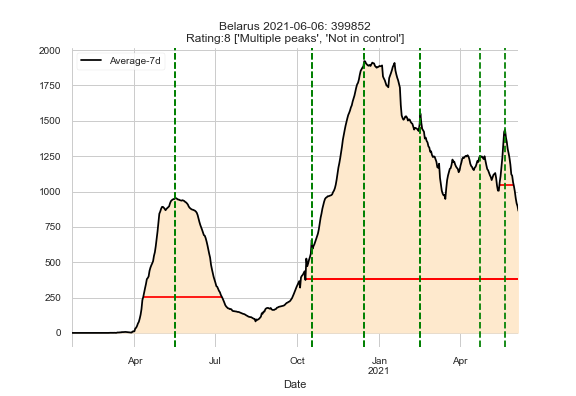 Belarus 2021-06-06: 399852
Rating:8 ['Multiple peaks', 'Not in control']
2000
Average-7d
1750
1500
1250
1000
750
500
250
0
Apr Jul Oct Jan Apr
2021
Date